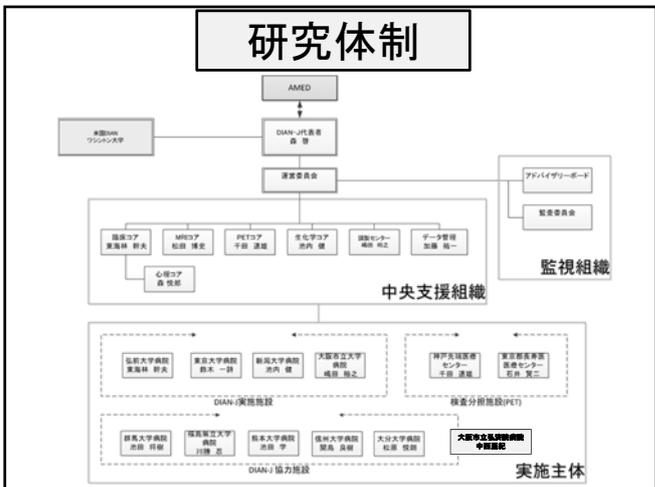 研究体制
AMED
米国DIAN
ワシントン大学
DIAN-J代表者
森 啓
運営委員会
アドバイザリーボード
監査委員会
監視組織
臨床コア
東海林 幹夫
MRIコア
松田 博史
PETコア
千田 道雄
生化学コア
池内 健
調整センター
嶋田 裕之
データ管理
加藤 祐一
心理コア
森 悦郎
中央支援組織
弘前大学病院
東海林 幹夫
東京大学病院
鈴木 一詩
新潟大学病院
池内 健
大阪市立大学
病院
嶋田 裕之
DIAN-J実施施設
神戸先端医療
センター
千田 道雄
東京都長寿医
医療センター
石井 賢二
検査分担施設(PET)
群馬大学病院
池田 将樹
福島県立大学
病院
川勝 忍
熊本大学病院
池田 学
信州大学病院
関島 良樹
大分大学病院
松原 悦朗
大阪市立弘済院病院
中西亜紀
DIAN-J 協力施設
実施主体